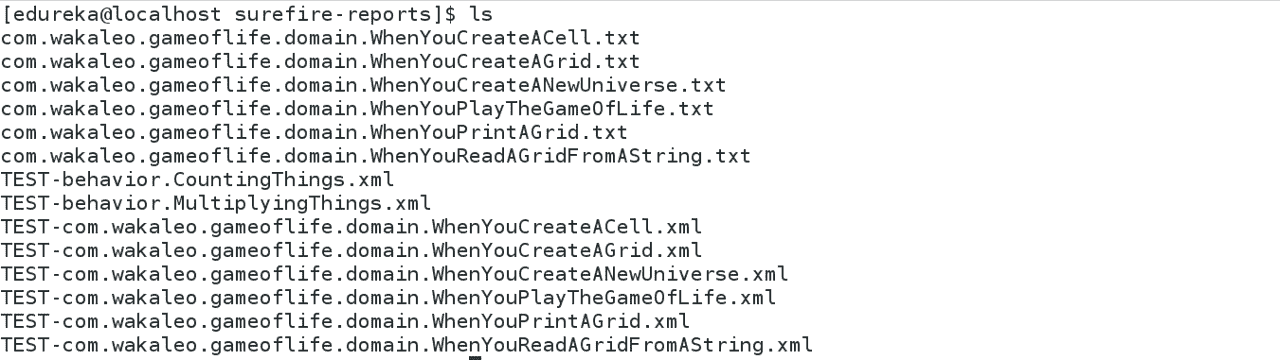 [edureka@localhost surefire-reports]$ ls
com.wakaleo.gameoflife.domain.WhenYouCreateACell.txt
com.wakaleo.gameoflife.domain.WhenYouCreateAGrid.txt
com.wakaleo.gameoflife.domain.WhenYouCreateANewUniverse.txt
com.wakaleo.gameoflife.domain.WhenYouPlayTheGameOfLife.txt
com.wakaleo.gameoflife.domain.WhenYouPrintAGrid.txt
com.wakaleo.gameoflife.domain.WhenYouReadAGridFromAString.txt
TEST-behavior.CountingThings.xml
TEST-behavior.MultiplyingThings.xml
TEST-com.wakaleo.gameoflife.domain.WhenYouCreateACell.xml
TEST-com.wakaleo.gameoflife.domain.WhenYouCreateAGrid.xml
TEST-com.wakaleo.gameoflife.domain.WhenYouCreateANewUniverse.xml
TEST-com.wakaleo.gameoflife.domain.WhenYouPlayTheGameOfLife.xml
TEST-com.wakaleo.gameoflife.domain.WhenYouPrintAGrid.xml
TEST-com.wakaleo.gameoflife.domain.WhenYouReadAGridFromAString.xml